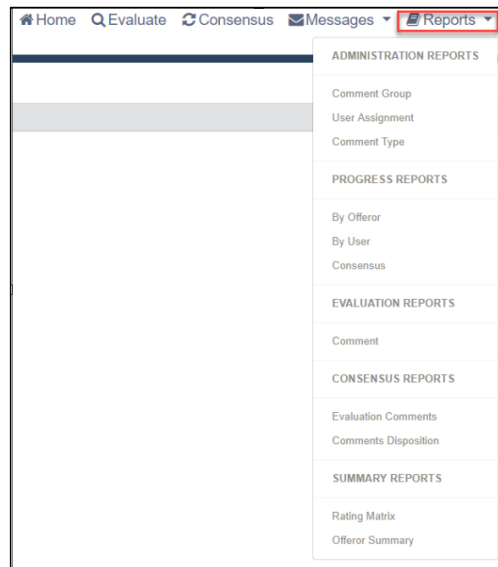 Home Evaluate Consensus Messages Reports
ADMINISTRATION REPORTS
Comment Group
User Assignment
Comment Type
PROGRESS REPORTS
By Offeror
By User
Consensus
EVALUATION REPORTS
Comment
CONSENSUS REPORTS
Evaluation Comments
Comments Disposition
SUMMARY REPORTS
Rating Matrix
Offeror Summary